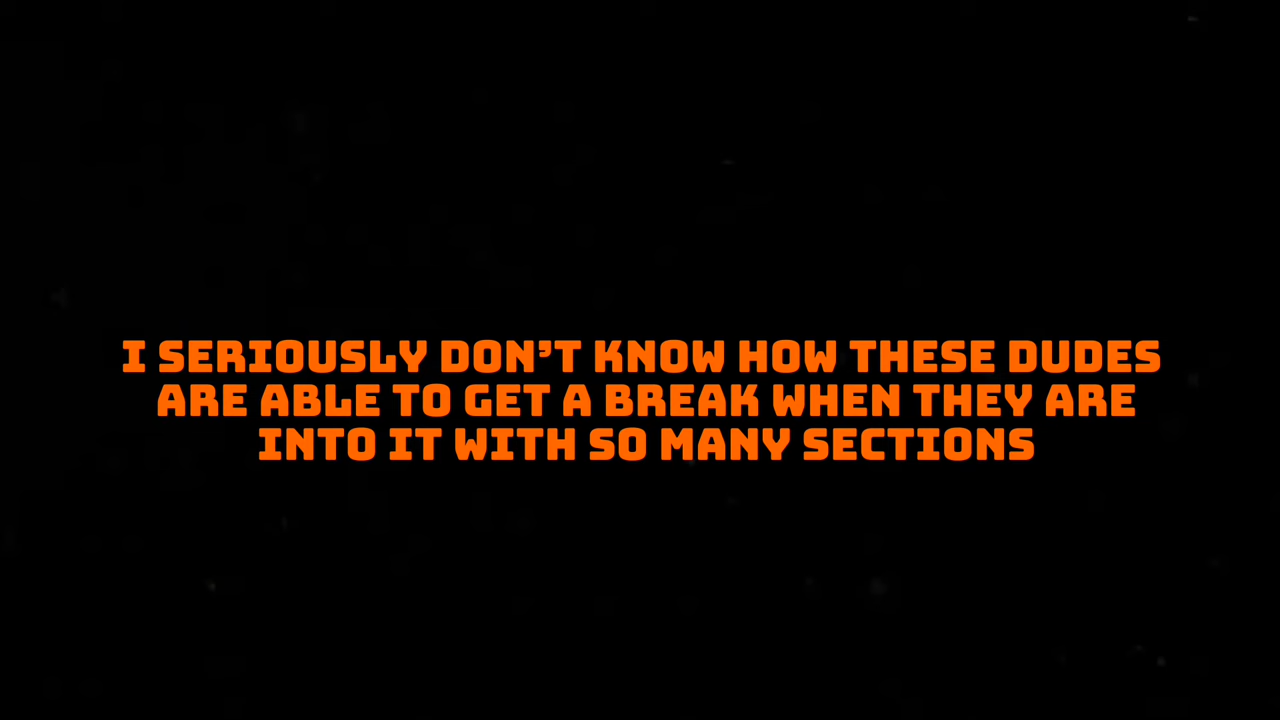 I SERIOUSLY DON'T KNOW HOW THESE DUDES
ARE ABLE TO GET A BREAK WHEN THEY ARE
INTO IT WITH SO MANY SECTIONS